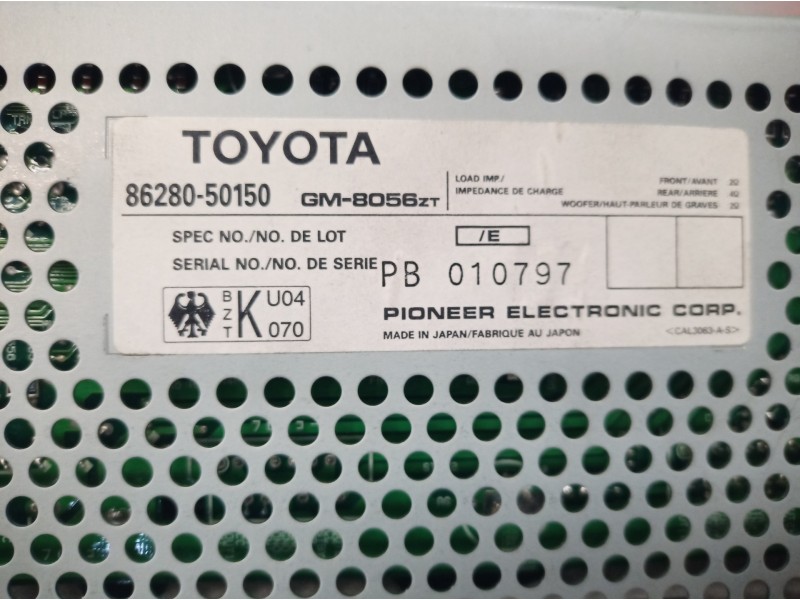 TOYOTA
86280-50150 GM-8056ZT
LOAD IMP./
IMPEDANCE DE CHARGE
FRONT/AVANT 2Ω
REAR/ARRIERE 4Ω
WOOFER/HAUT-PARLEUR DE GRAVES 2Ω
SPEC NO./NO. DE LOT /E
SERIAL NO./NO. DE SERIE PB 010797
BZT K U04 070
PIONEER ELECTRONIC CORP.
MADE IN JAPAN/FABRIQUE AU JAPON <CAL3063-A-S>